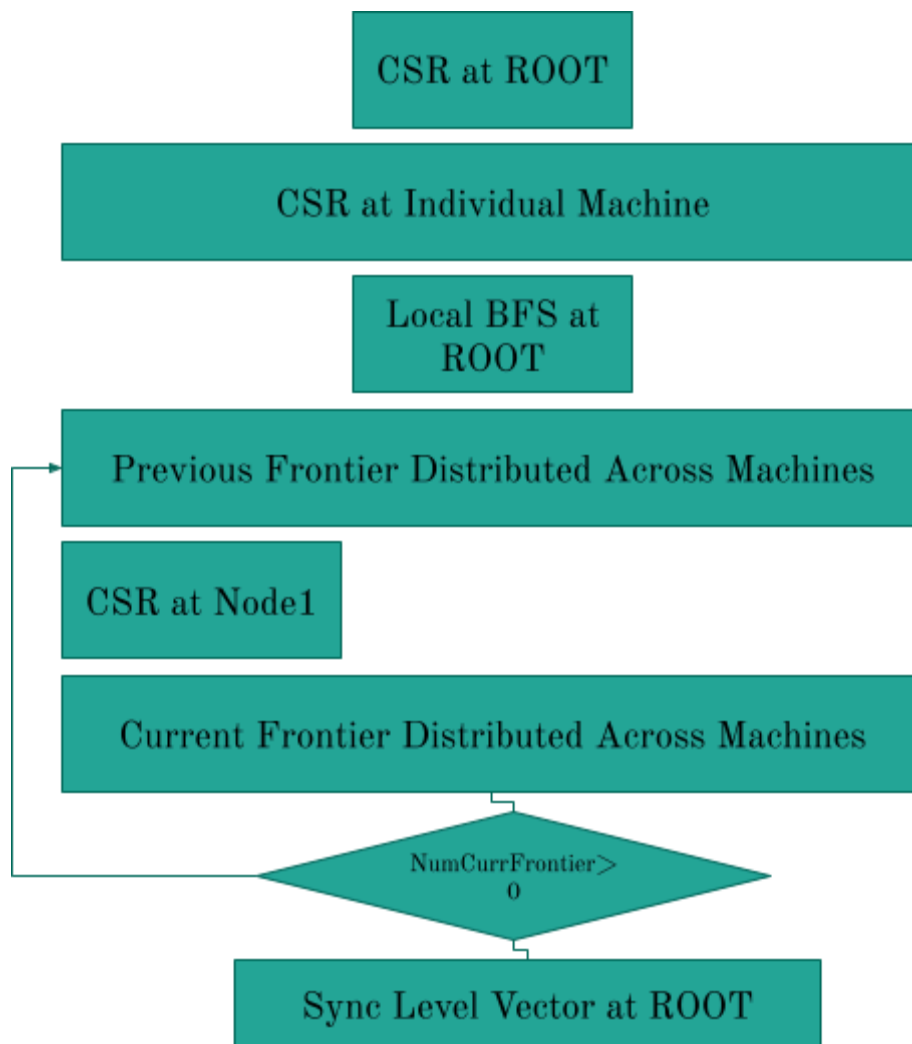 CSR at ROOT
CSR at Individual Machine
Local BFS at
ROOT
Previous Frontier Distributed Across Machines
CSR at Node1
Current Frontier Distributed Across Machines
NumCurrFrontier>
0
Sync Level Vector at ROOT